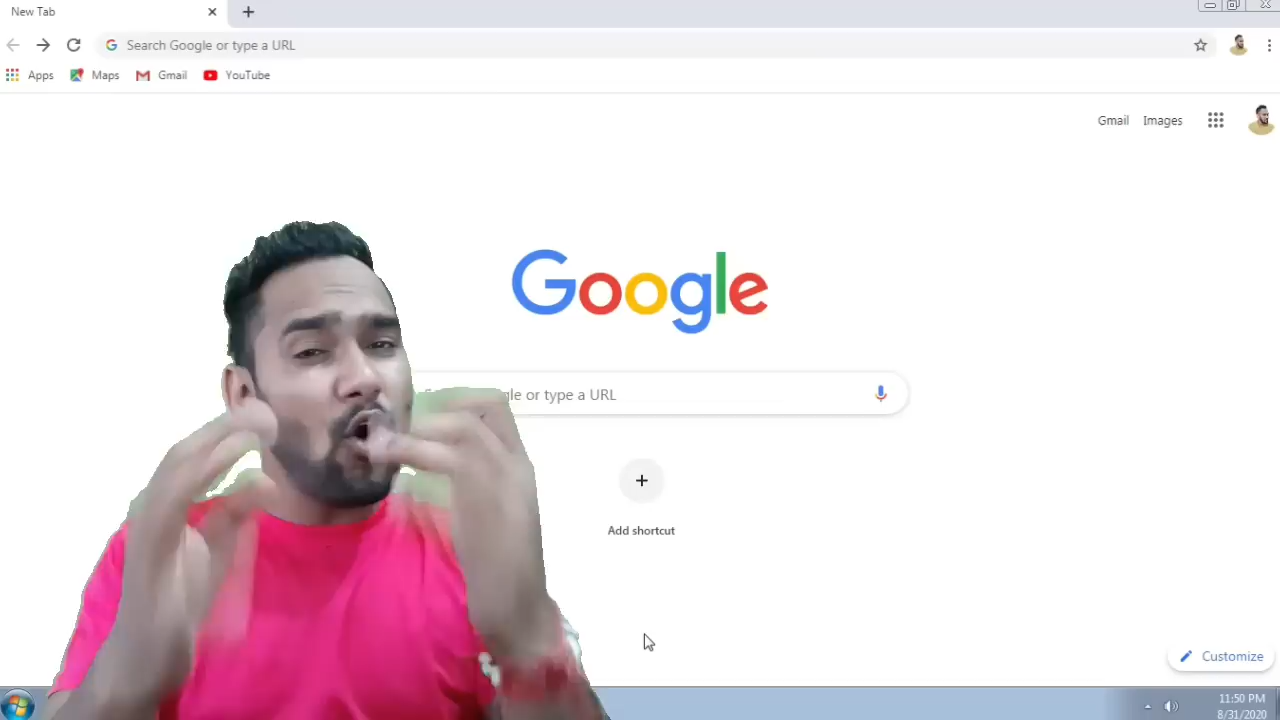 New Tab
Search Google or type a URL
Apps Maps Gmail YouTube
Gmail Images
Google
gle or type a URL
Add shortcut
Customize
11:50 PM
8/31/2020